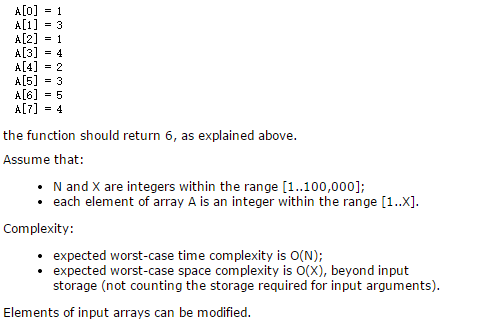 A[0] = 1
A[1] = 3
A[2] = 1
A[3] = 4
A[4] = 2
A[5] = 3
A[6] = 5
A[7] = 4
the function should return 6, as explained above.
Assume that:
• N and X are integers within the range [1..100,000];
• each element of array A is an integer within the range [1..X].
Complexity:
• expected worst-case time complexity is O(N);
• expected worst-case space complexity is O(X), beyond input
storage (not counting the storage required for input arguments).
Elements of input arrays can be modified.